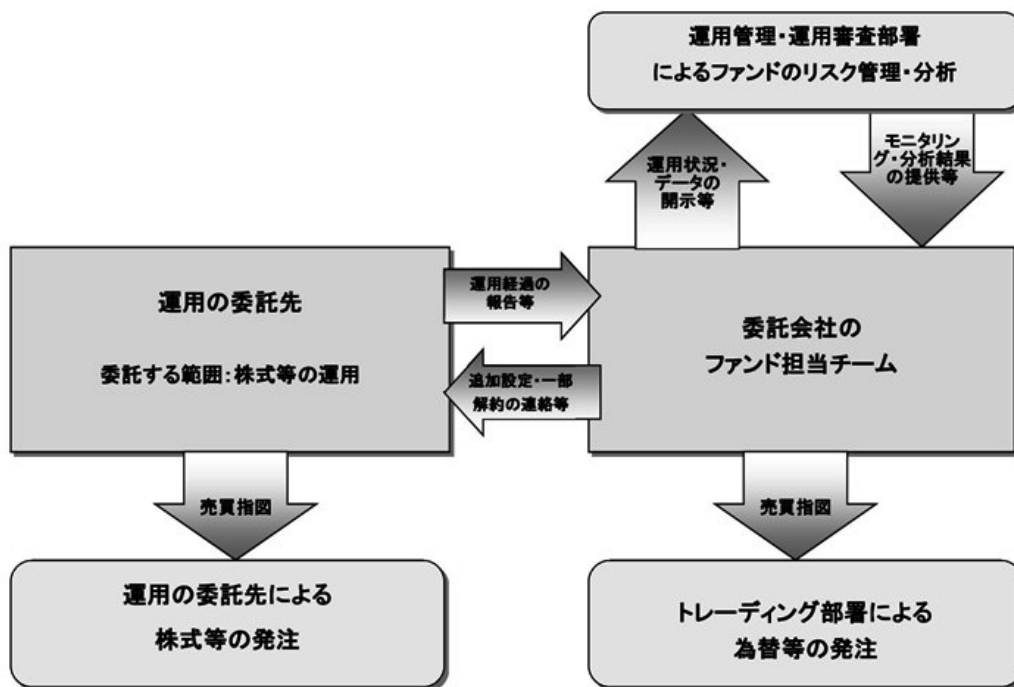 運用管理・運用審査部署
によるファンドのリスク管理・分析
運用状況・
データの
開示等
モニタリン
グ・分析結果
の提供等
運用の委託先
委託する範囲：株式等の運用
運用経過の
報告等
追加設定・一部
解約の連絡等
委託会社の
ファンド担当チーム
売買指図
売買指図
運用の委託先による
株式等の発注
トレーディング部署による
為替等の発注